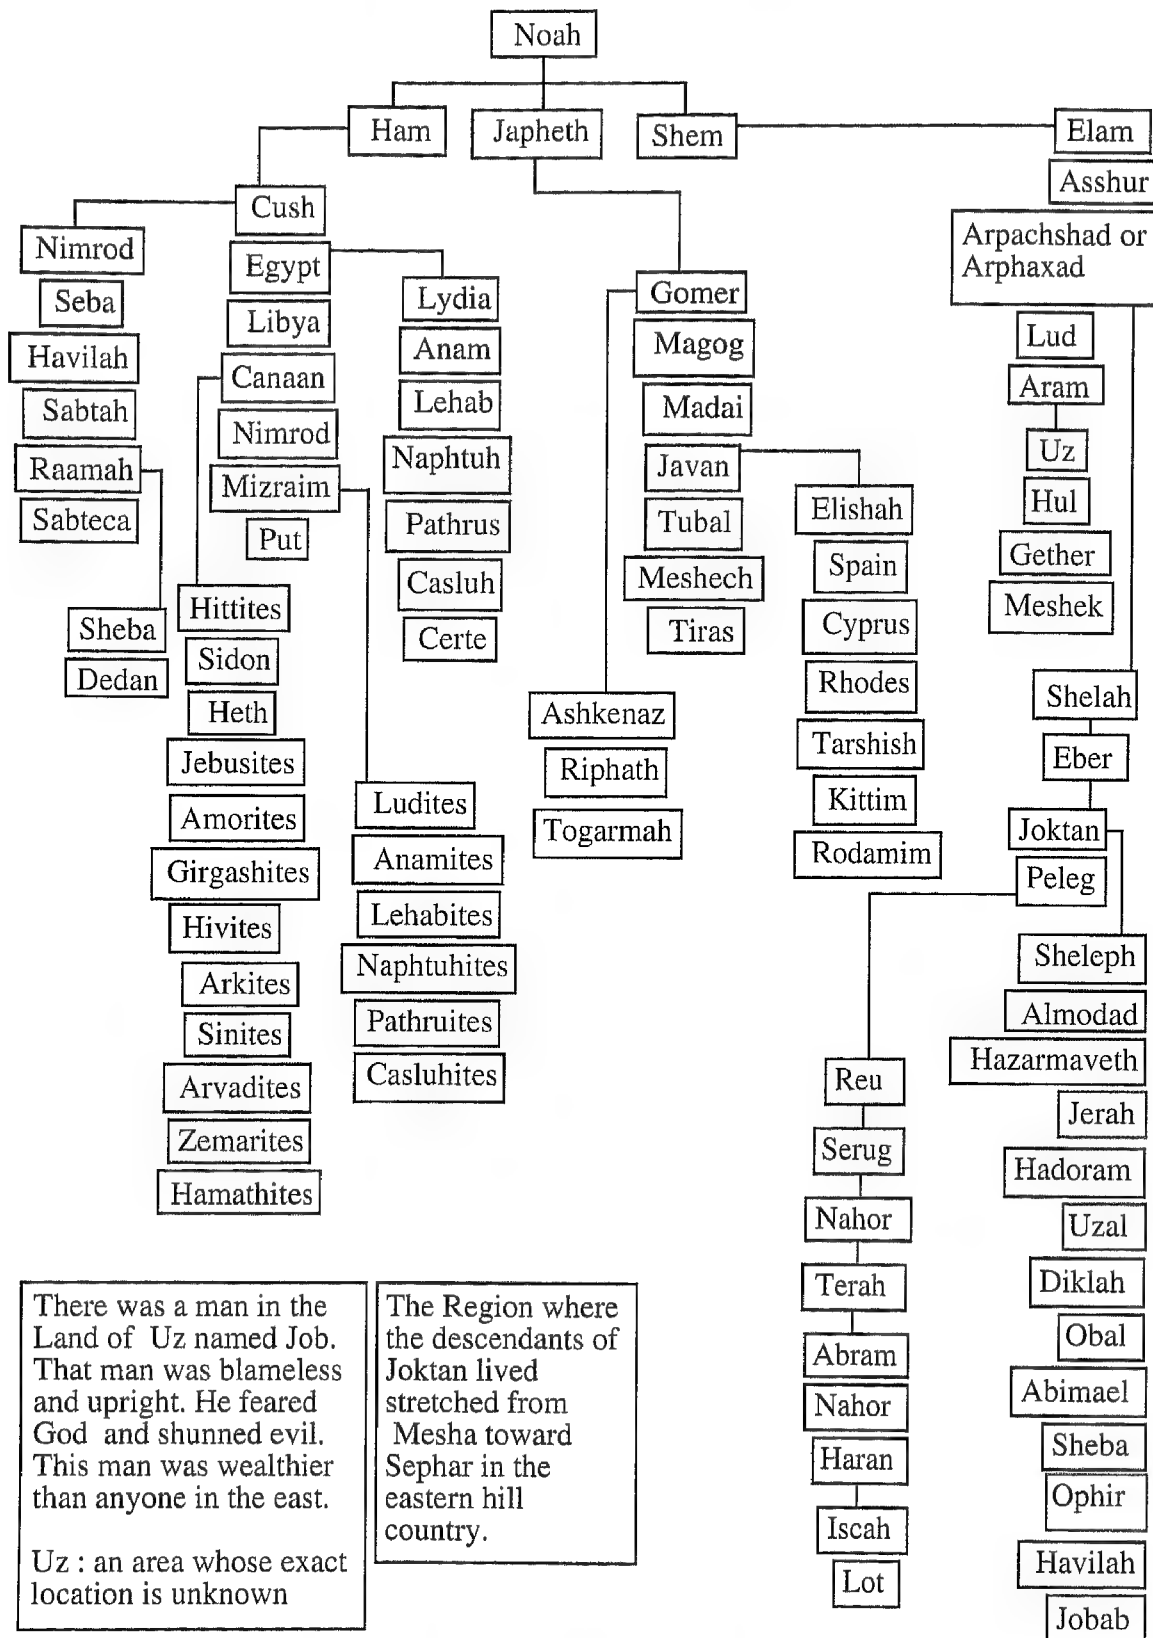 Noah
Ham
Japheth
Shem
Elam
Asshur
Arpachshad or
Arphaxad
Lud
Aram
Uz
Hul
Gether
Meshek
Cush
Egypt
Libya
Canaan
Nimrod
Mizraim
Put
Nimrod
Seba
Havilah
Sabtah
Raamah
Sabteca
Sheba
Dedan
Lydia
Anam
Lehab
Naphtuh
Pathrus
Casluh
Certe
Hittites
Sidon
Heth
Jebusites
Amorites
Girgashites
Hivites
Arkites
Sinites
Arvadites
Zemarites
Hamathites
Ludites
Anamites
Lehabites
Naphtuhites
Pathruites
Casluhites
Gomer
Magog
Madai
Javan
Tubal
Meshech
Tiras
Ashkenaz
Riphath
Togarmah
Elishah
Spain
Cyprus
Rhodes
Tarshish
Kittim
Rodamim
Shelah
Eber
Joktan
Peleg
Sheleph
Almodad
Hazarmaveth
Jerah
Hadoram
Uzal
Diklah
Obal
Abimael
Sheba
Ophir
Havilah
Jobab
Reu
Serug
Nahor
Terah
Abram
Nahor
Haran
Iscah
Lot
There was a man in the
Land of Uz named Job.
That man was blameless
and upright. He feared
God and shunned evil.
This man was wealthier
than anyone in the east.
Uz : an area whose exact
location is unknown
The Region where
the descendants of
Joktan lived
stretched from
Mesha toward
Sephar in the
eastern hill
country.